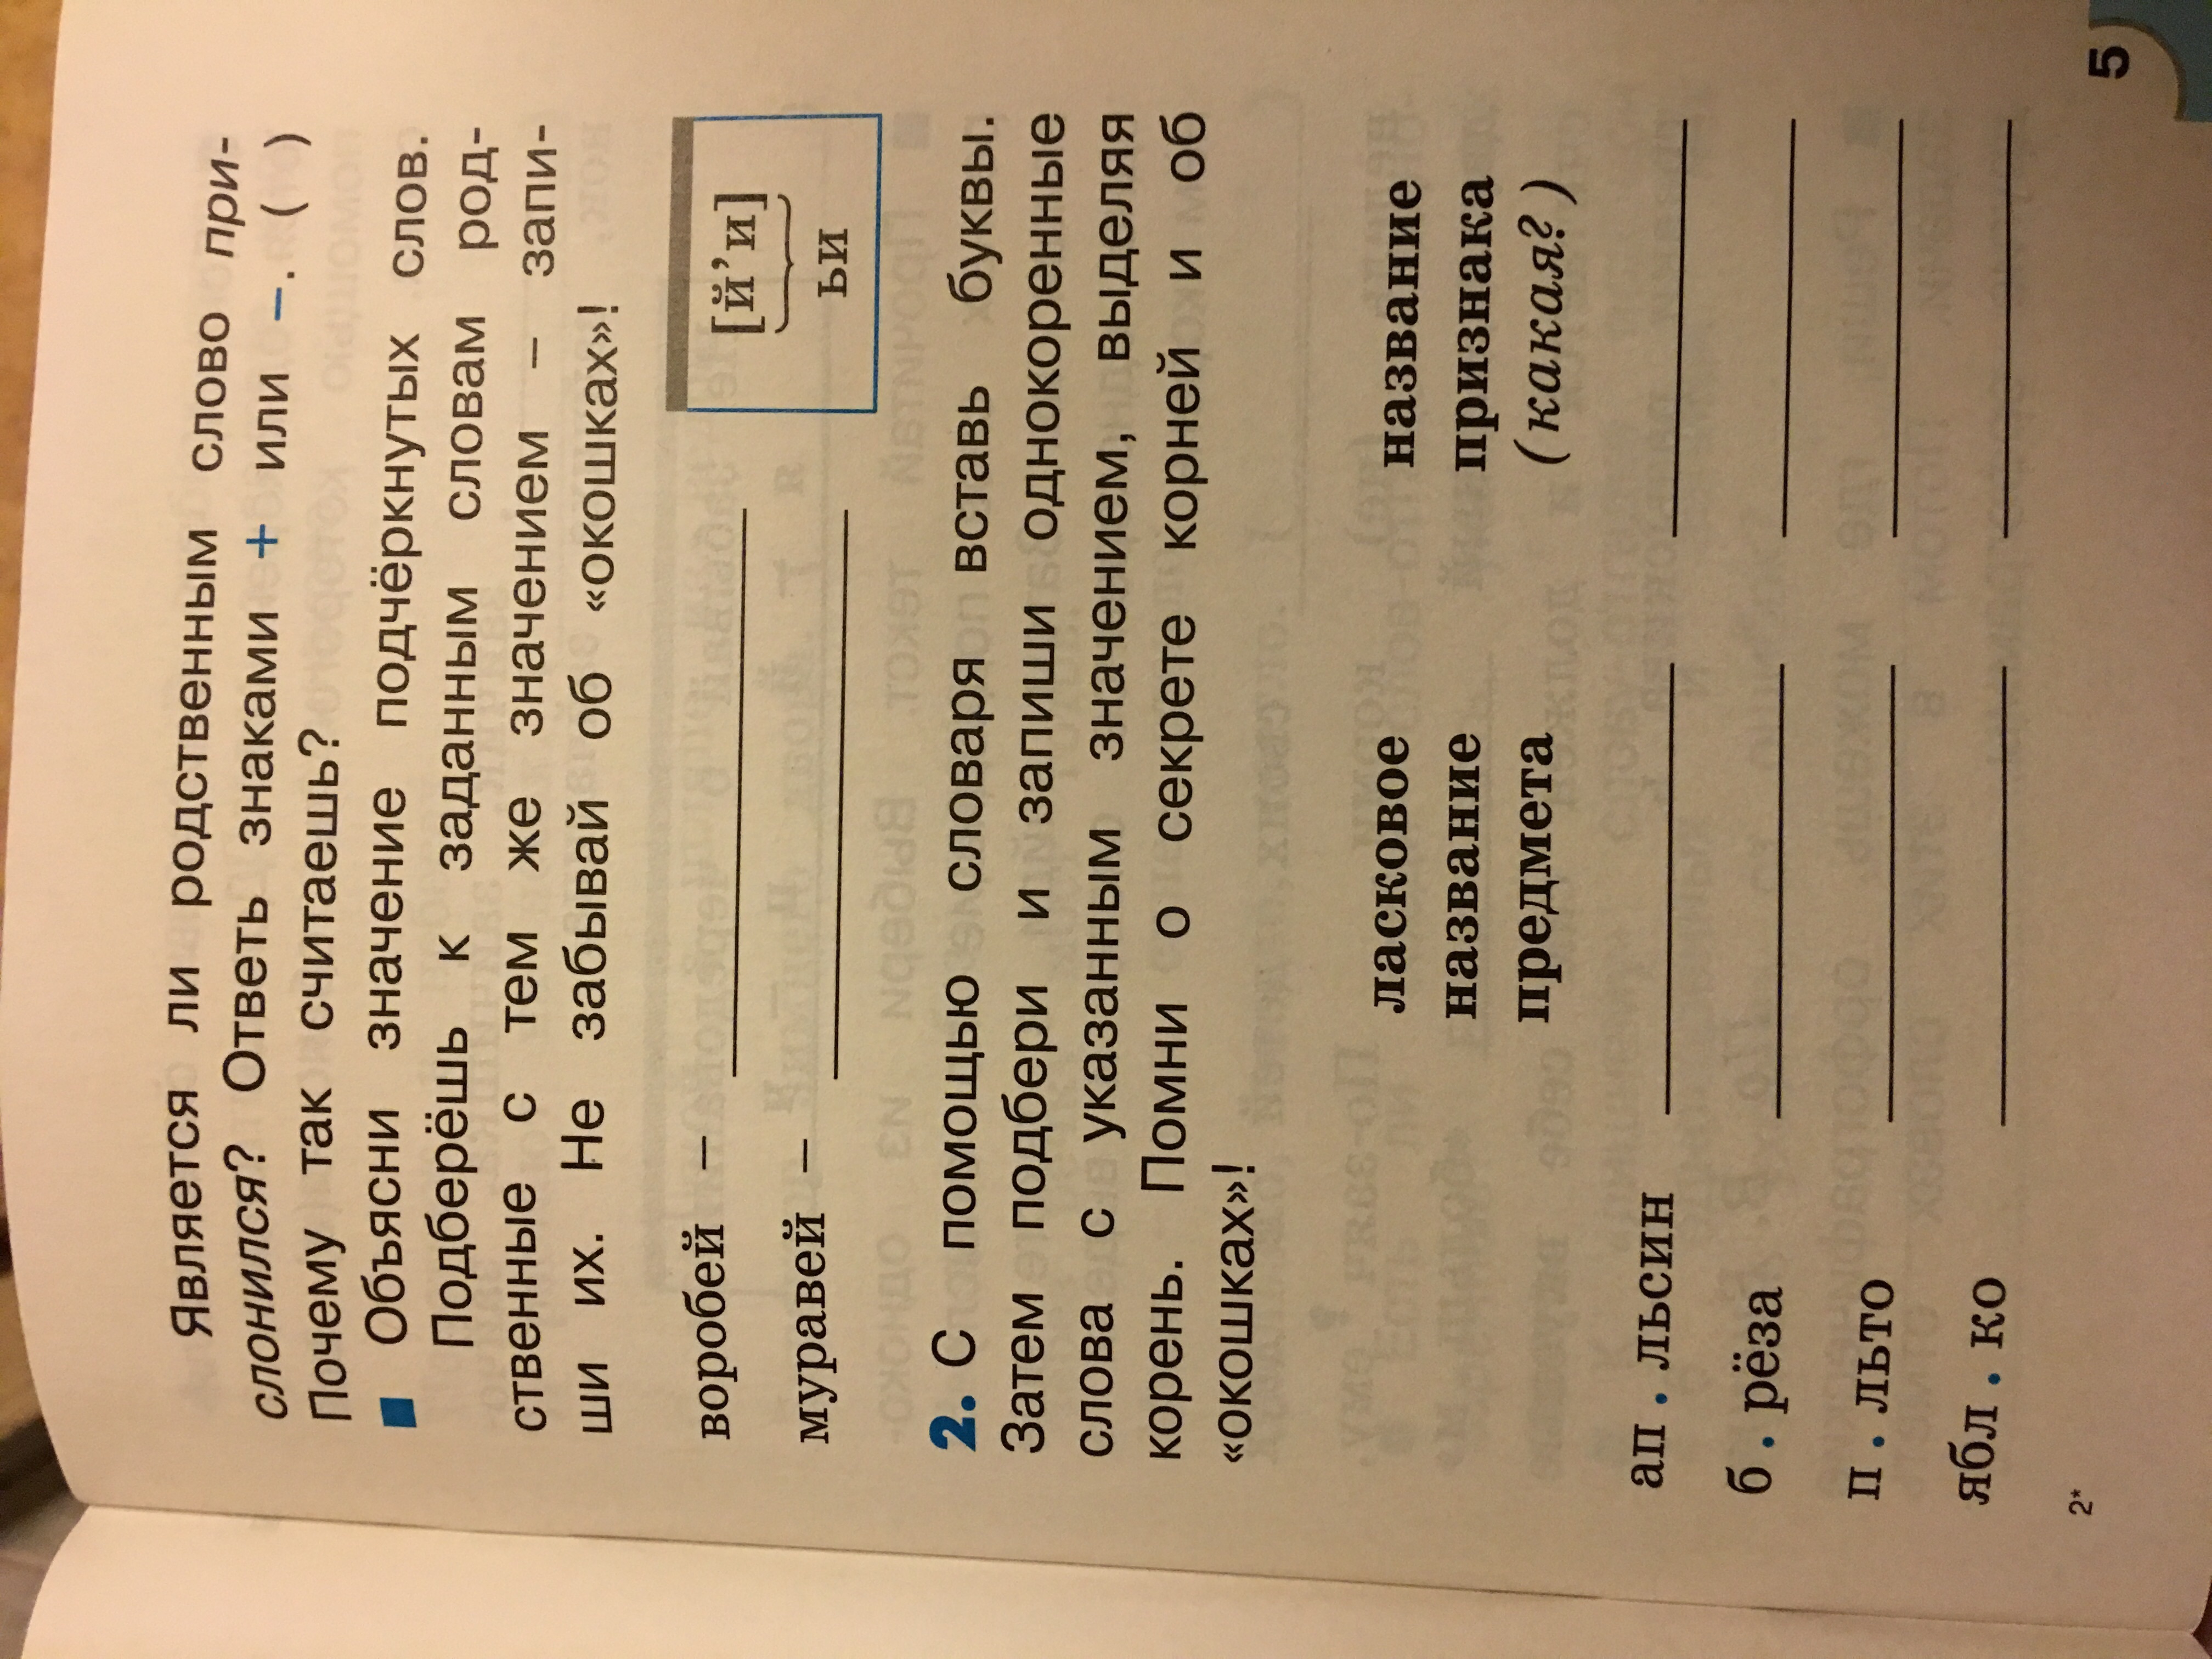 Является ли родственным слово при-
слонился? Ответь знаками + или –. ( )
Почему так считаешь?
Объясни значение подчёркнутых слов.
Подберёшь к заданным словам род-
ственные с тем же значением – запи-
ши их. Не забывай об «окошках»!
[й’и]
воробей –
ьи
муравей –
2. С помощью словаря вставь буквы.
Затем подбери и запиши однокоренные
слова с указанным значением, выделяя
корень. Помни о секрете корней и об
«окошках»!
ласковое название
название признака
предмета (какая?)
ап . льсин
б . рёза
п . льто
ябл . ко
2*
5